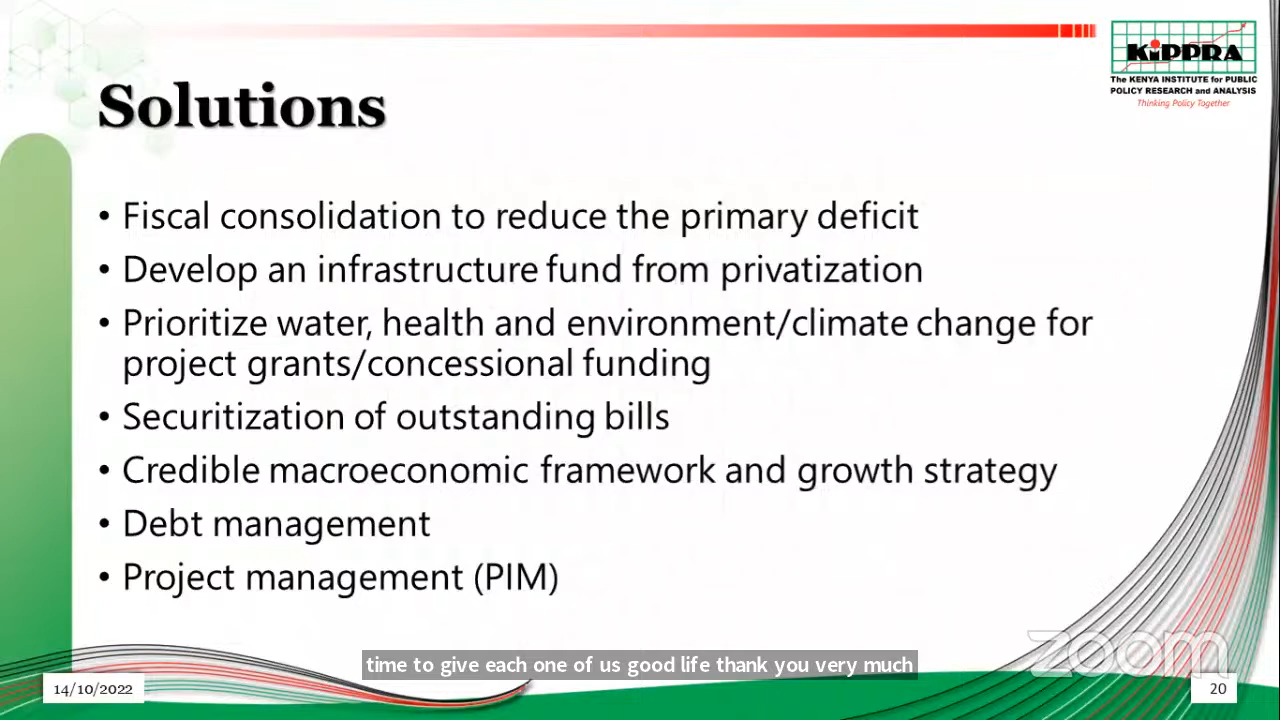 KIPPRA
The KENYA INSTITUTE for PUBLIC
POLICY RESEARCH and ANALYSIS
Thinking Policy Together
Solutions
• Fiscal consolidation to reduce the primary deficit
• Develop an infrastructure fund from privatization
• Prioritize water, health and environment/climate change for
project grants/concessional funding
• Securitization of outstanding bills
• Credible macroeconomic framework and growth strategy
• Debt management
• Project management (PIM)
zoom
time to give each one of us good life thank you very much
14/10/2022
20